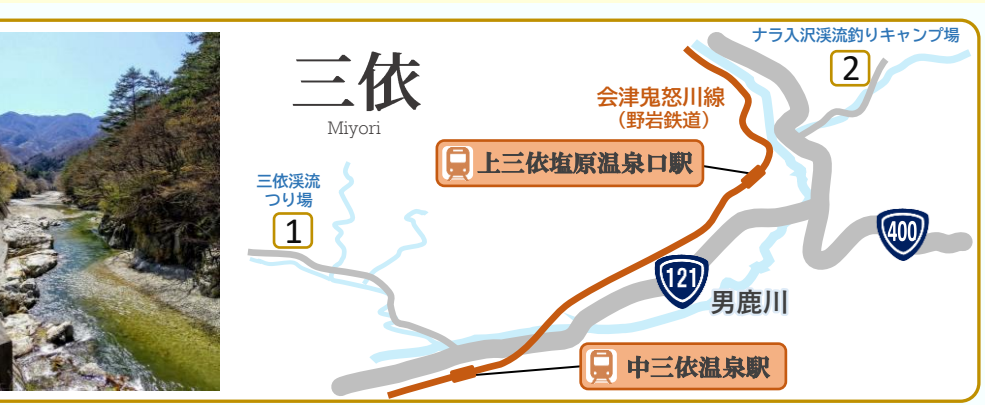 三依
Miyori
ナラ入沢渓流釣りキャンプ場
2
会津鬼怒川線
（野岩鉄道）
上三依塩原温泉口駅
三依渓流
つり場
1
400
121
男鹿川
中三依温泉駅